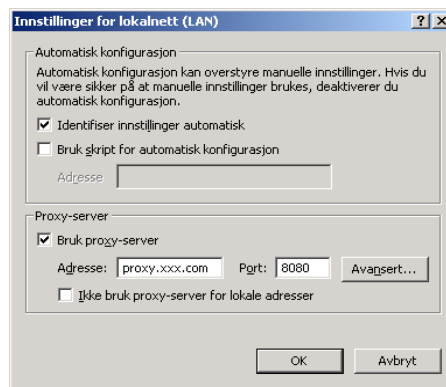 Innstillinger for lokalnett (LAN)
Automatisk konfigurasjon
Automatisk konfigurasjon kan overstyre manuelle innstillinger. Hvis du
vil være sikker på at manuelle innstillinger brukes, deaktiverer du
automatisk konfigurasjon.
Identifiser innstillinger automatisk
Bruk skript for automatisk konfigurasjon
Adresse
Proxy-server
Bruk proxy-server
Adresse: proxy.xxx.com Port: 8080 Avansert...
Ikke bruk proxy-server for lokale adresser
OK Avbryt